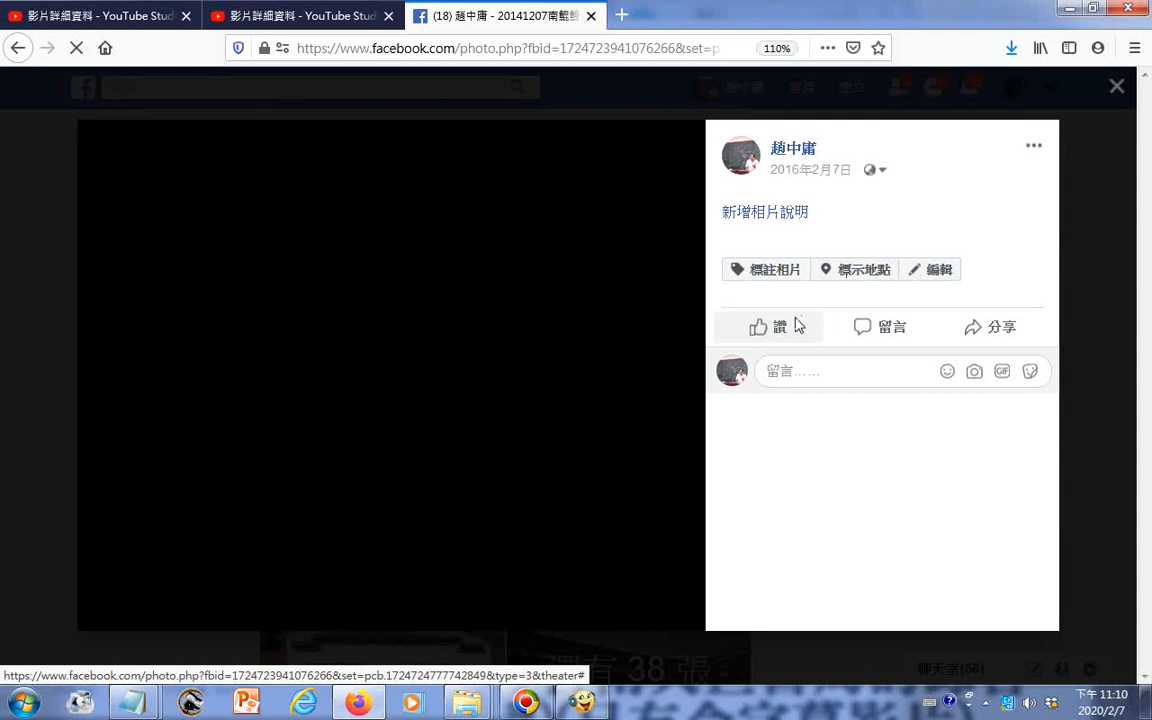 影片詳細資料 - YouTube Stud
影片詳細資料 - YouTube Stud
(18) 趙中庸 - 20141207南鯤鯓
https://www.facebook.com/photo.php?fbid=1724723941076266&set=p
110%
趙中庸
2016年2月7日
新增相片說明
標註相片
標示地點
編輯
讚
留言
分享
留言……
GIF
還有 38 張
聊天室(58)
https://www.facebook.com/photo.php?fbid=1724723941076266&set=pcb.1724724777742849&type=3&theater#
下午 11:10
2020/2/7